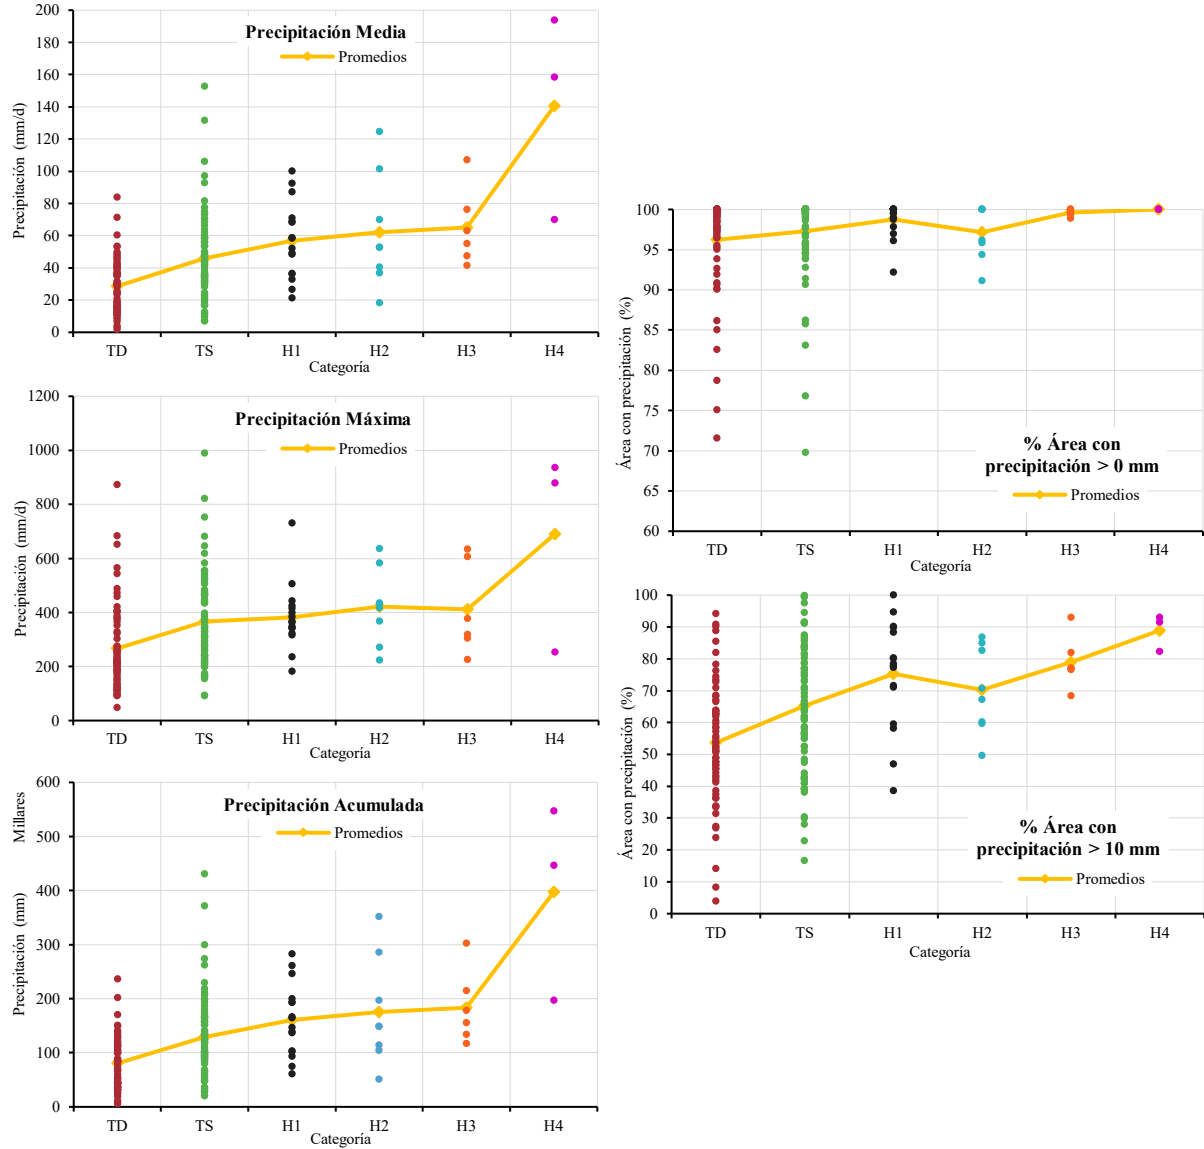 Precipitación Media
Promedios
Precipitación (mm/d)
200
180
160
140
120
100
80
60
40
20
0
TD TS H1 H2 H3 H4
Categoría
Precipitación Máxima
Promedios
Precipitación (mm/d)
1200
1000
800
600
400
200
0
TD TS H1 H2 H3 H4
Categoría
Precipitación Acumulada
Promedios
Millares
Precipitación (mm)
600
500
400
300
200
100
0
TD TS H1 H2 H3 H4
Categoría
% Área con
precipitación > 0 mm
Promedios
Área con precipitación (%)
100
95
90
85
80
75
70
65
60
TD TS H1 H2 H3 H4
Categoría
% Área con
precipitación > 10 mm
Promedios
Área con precipitación (%)
100
90
80
70
60
50
40
30
20
10
0
TD TS H1 H2 H3 H4
Categoría